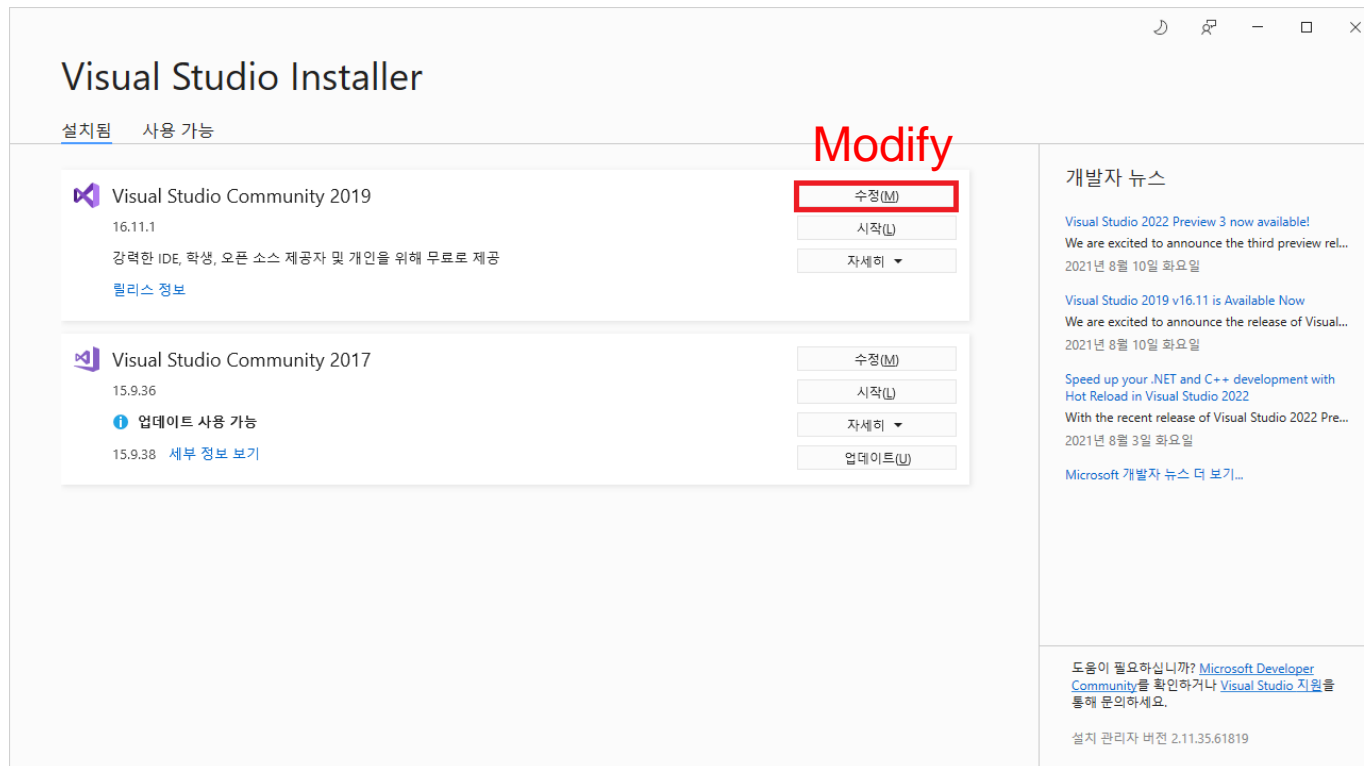 Visual Studio Installer
설치됨 사용 가능
Modify
Visual Studio Community 2019
수정(M)
16.11.1
시작(L)
강력한 IDE, 학생, 오픈 소스 제공자 및 개인을 위해 무료로 제공
자세히
릴리스 정보
Visual Studio Community 2017
수정(M)
15.9.36
시작(L)
업데이트 사용 가능
자세히
15.9.38 세부 정보 보기
업데이트(U)
개발자 뉴스
Visual Studio 2022 Preview 3 now available!
We are excited to announce the third preview rel...
2021년 8월 10일 화요일
Visual Studio 2019 v16.11 is Available Now
We are excited to announce the release of Visual...
2021년 8월 10일 화요일
Speed up your .NET and C++ development with
Hot Reload in Visual Studio 2022
With the recent release of Visual Studio 2022 Pre...
2021년 8월 3일 화요일
Microsoft 개발자 뉴스 더 보기...
도움이 필요하십니까? Microsoft Developer
Community를 확인하거나 Visual Studio 지원을
통해 문의하세요.
설치 관리자 버전 2.11.35.61819